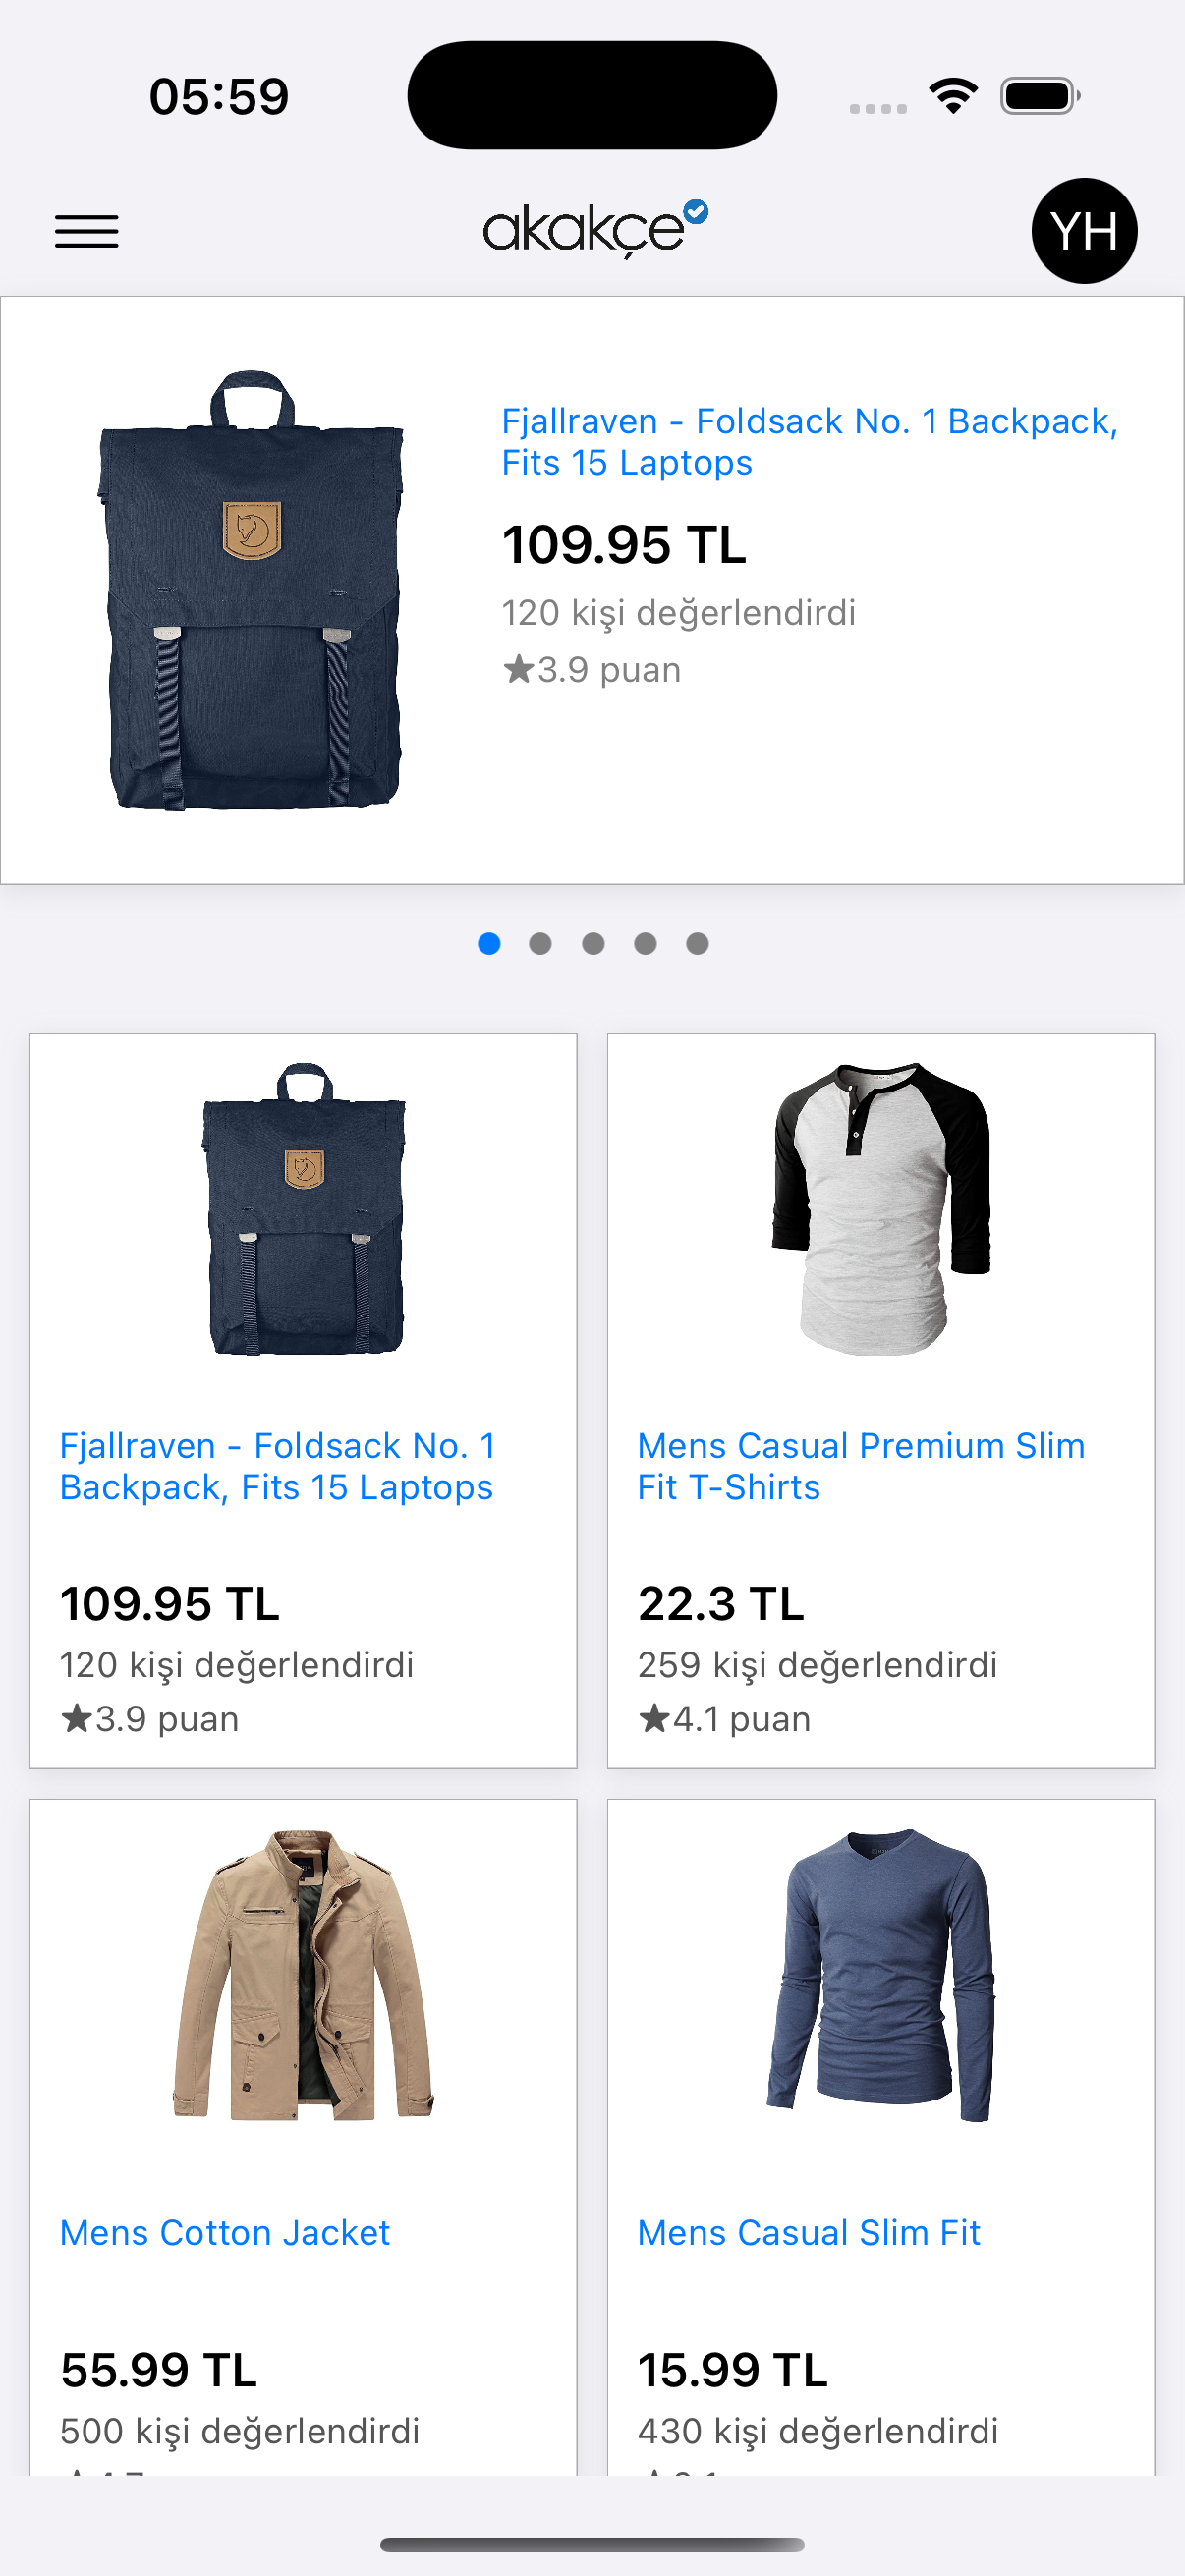 05:59
akakçe
YH
Fjallraven - Foldsack No. 1 Backpack,
Fits 15 Laptops
109.95 TL
120 kişi değerlendirdi
★3.9 puan
Fjallraven - Foldsack No. 1
Backpack, Fits 15 Laptops
109.95 TL
120 kişi değerlendirdi
★3.9 puan
Mens Casual Premium Slim
Fit T-Shirts
22.3 TL
259 kişi değerlendirdi
★4.1 puan
Mens Cotton Jacket
55.99 TL
500 kişi değerlendirdi
Mens Casual Slim Fit
15.99 TL
430 kişi değerlendirdi